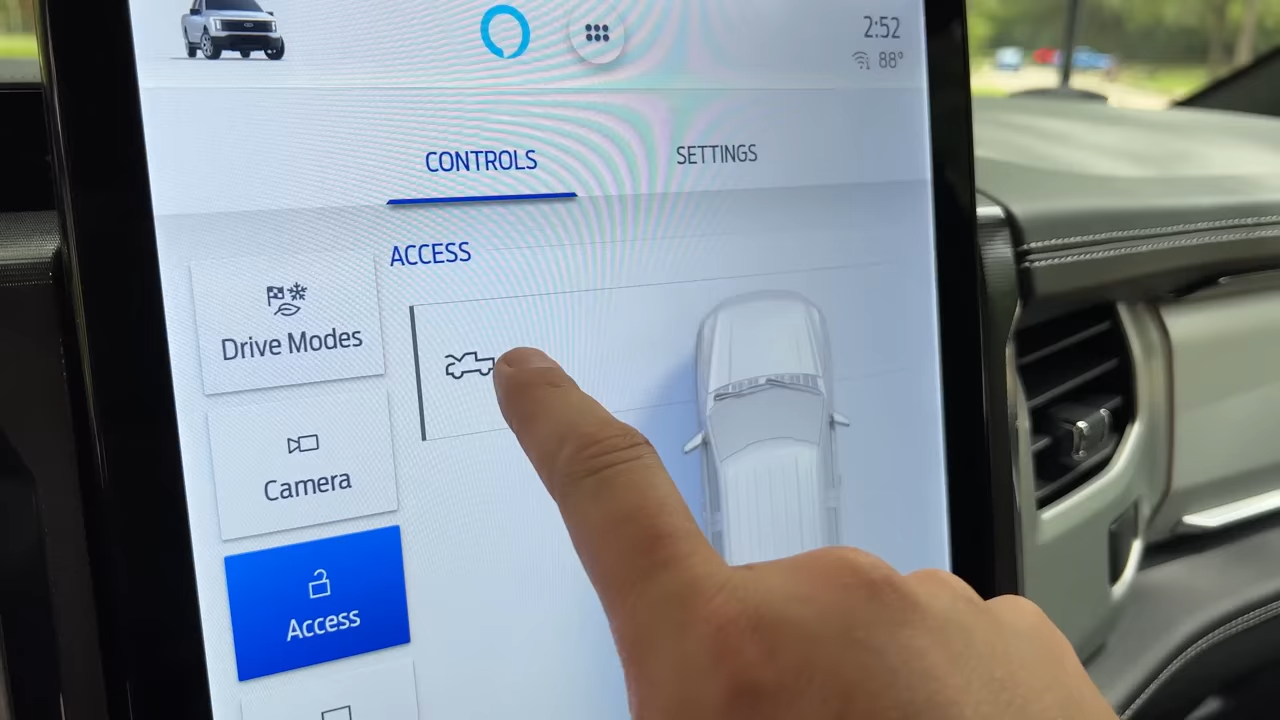 2:52
88°
CONTROLS
SETTINGS
ACCESS
Drive Modes
Camera
Access